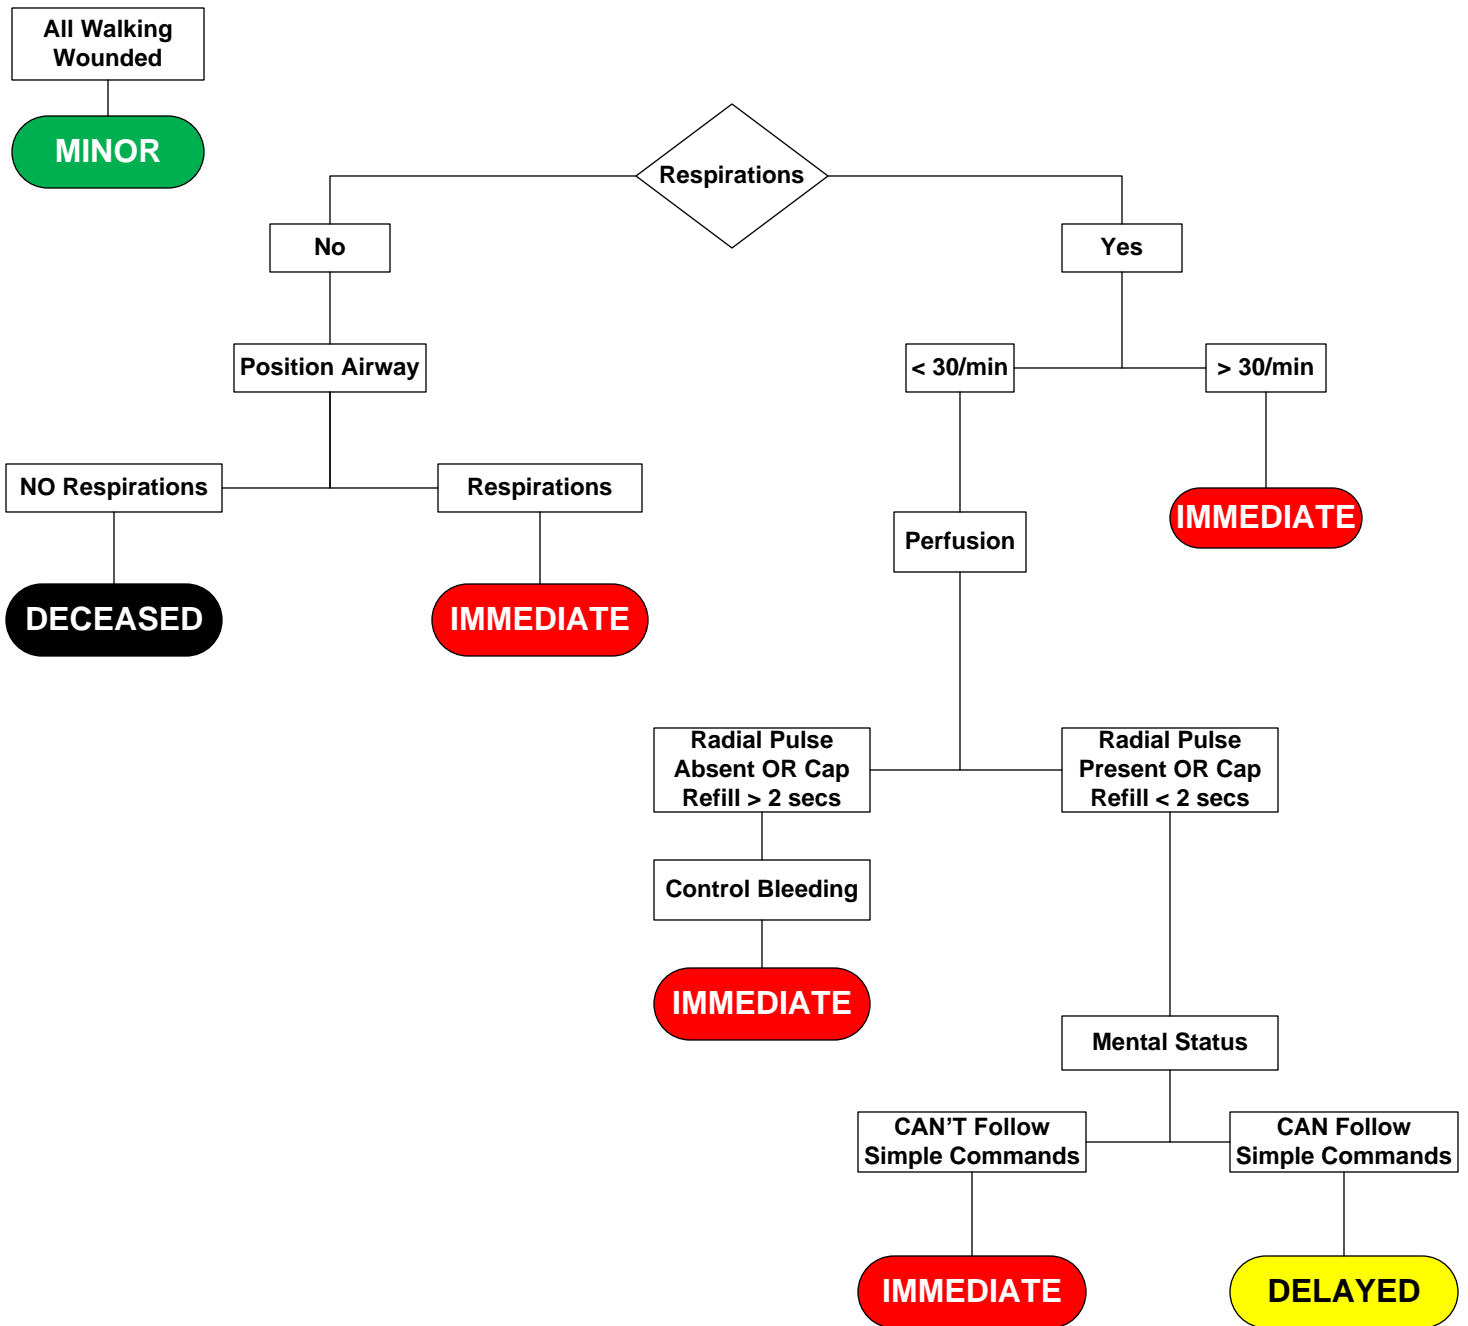 All Walking
Wounded
MINOR
Respirations
No
Yes
Position Airway
< 30/min
> 30/min
NO Respirations
Respirations
IMMEDIATE
Perfusion
DECEASED
IMMEDIATE
Radial Pulse
Absent OR Cap
Refill > 2 secs
Radial Pulse
Present OR Cap
Refill < 2 secs
Control Bleeding
IMMEDIATE
Mental Status
CAN’T Follow
Simple Commands
CAN Follow
Simple Commands
IMMEDIATE
DELAYED